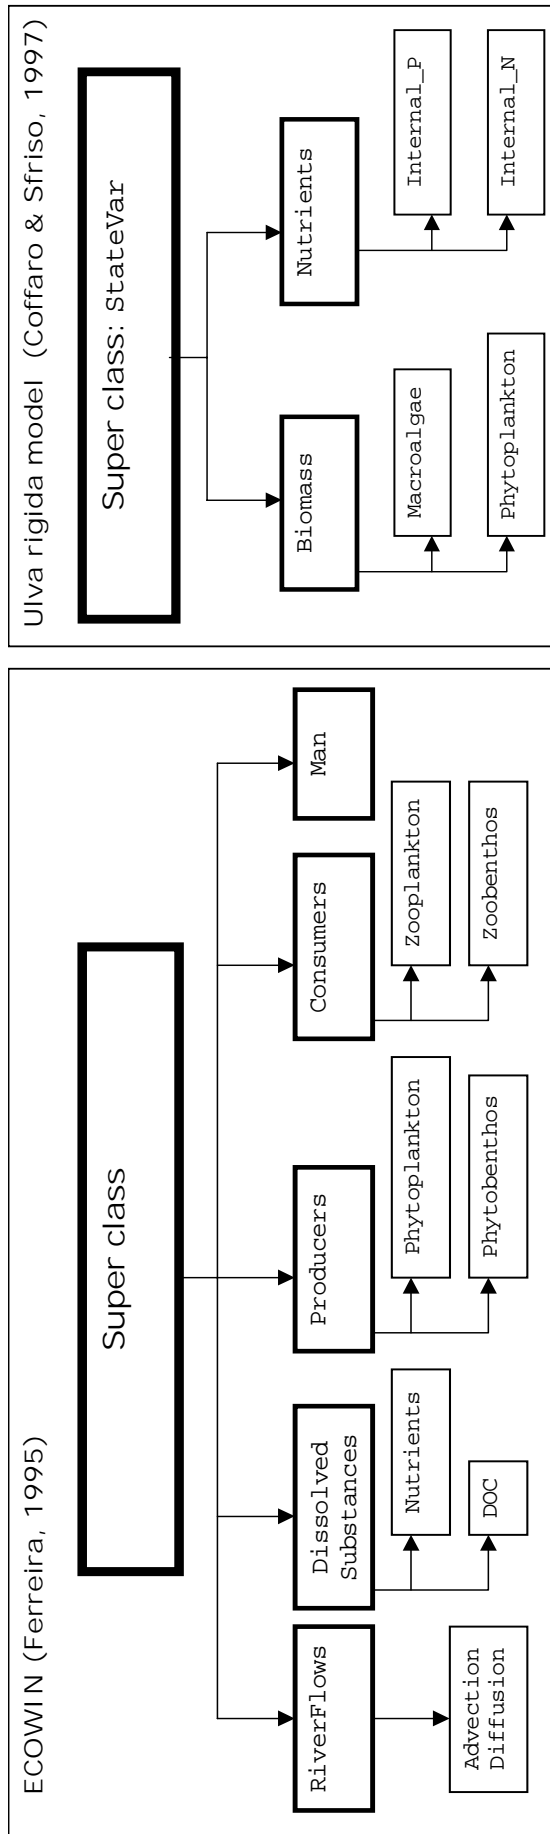 ECOWIN (Ferreira, 1995)
Super class
RiverFlows
Dissolved
Substances
Producers
Consumers
Man
Advection
Diffusion
Nutrients
DOC
Phytoplankton
Phytobenthos
Zooplankton
Zoobenthos
Ulva rigida model (Coffaro & Sfriso, 1997)
Super class: StateVar
Biomass
Nutrients
Macroalgae
Phytoplankton
Internal_P
Internal_N